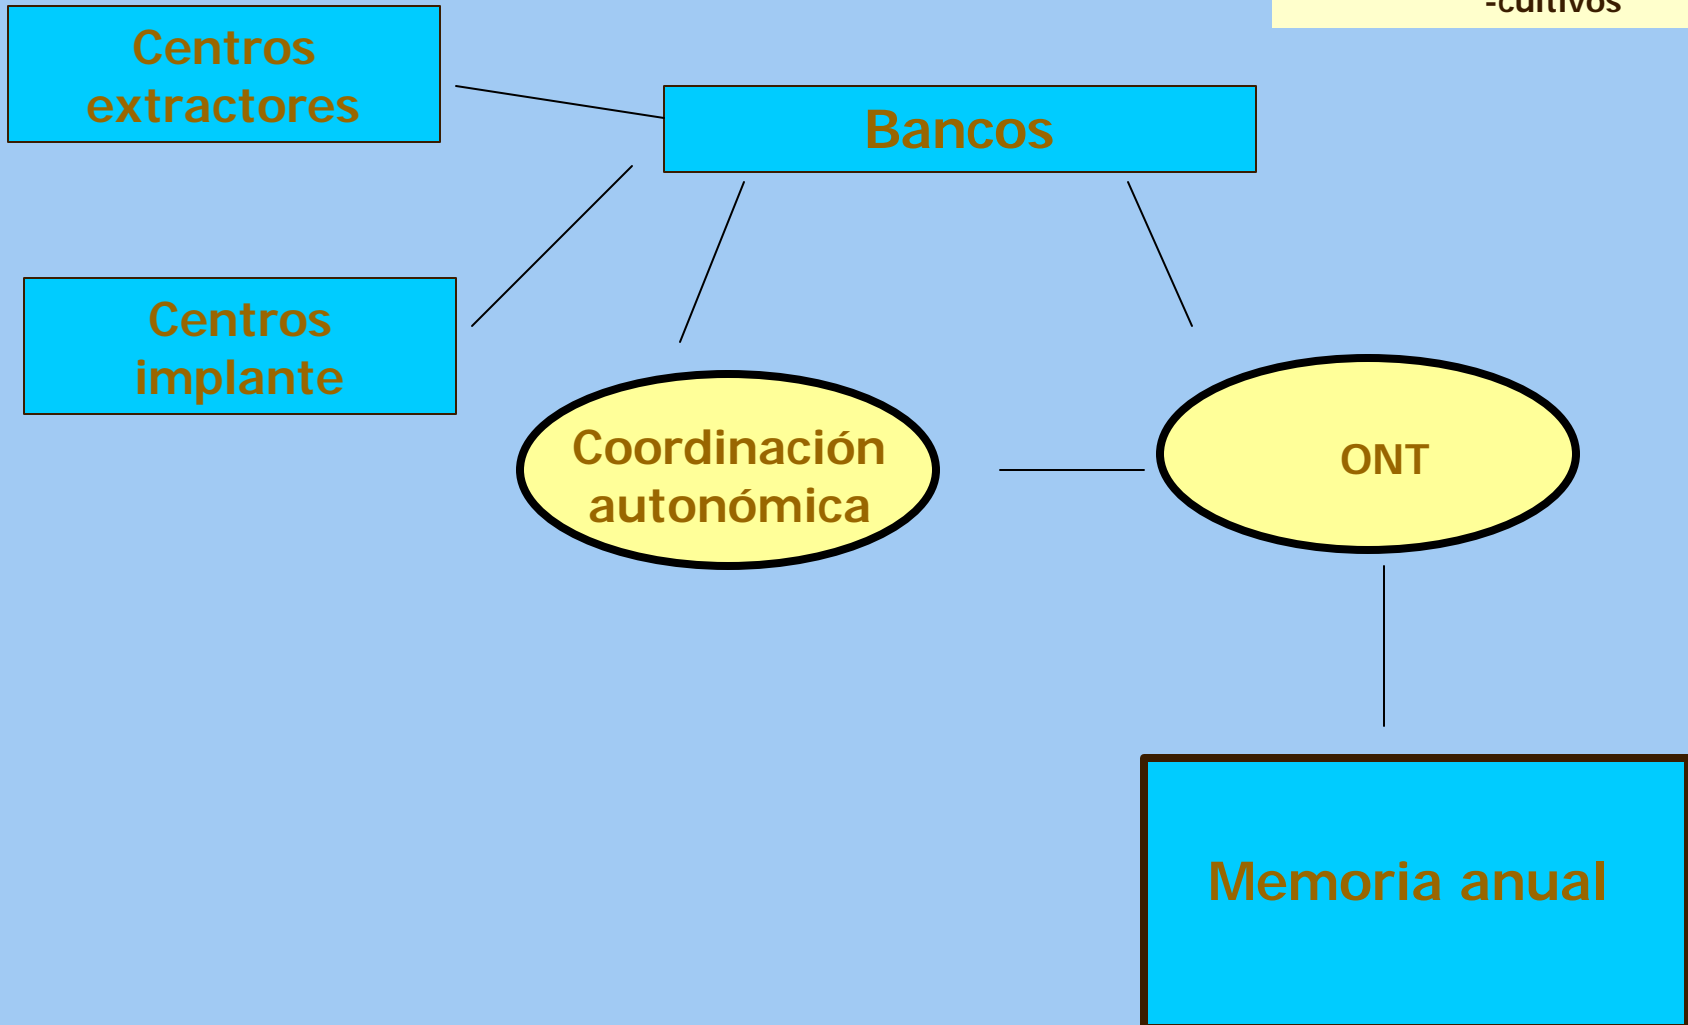 -cultivos
Centros
extractores
Bancos
Centros
implante
Coordinación
autonómica
ONT
Memoria anual